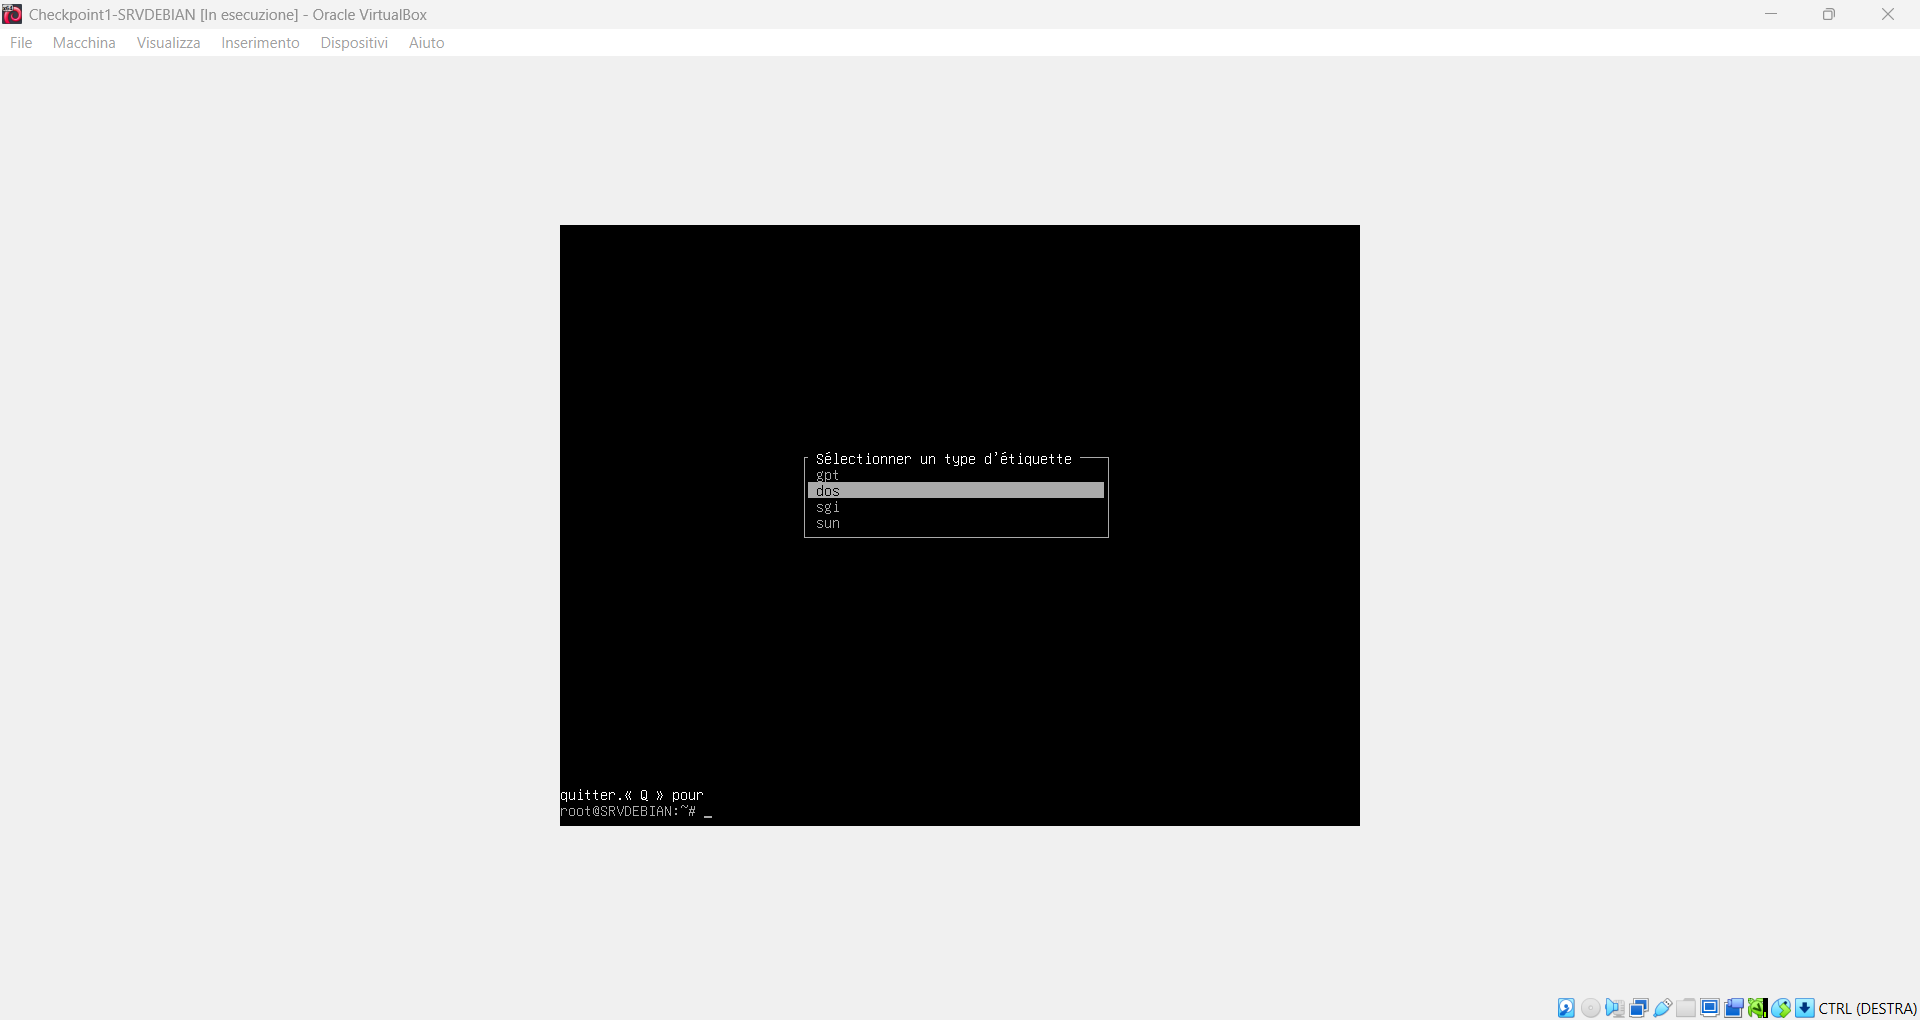 Checkpoint1-SRVDEBIAN [In esecuzione] - Oracle VirtualBox
File Macchina Visualizza Inserimento Dispositivi Aiuto
Sélectionner un type d’étiquette
gpt
dos
sgi
sun
quitter.« Q » pour
root@SRVDEBIAN:~# _
CTRL (DESTRA)